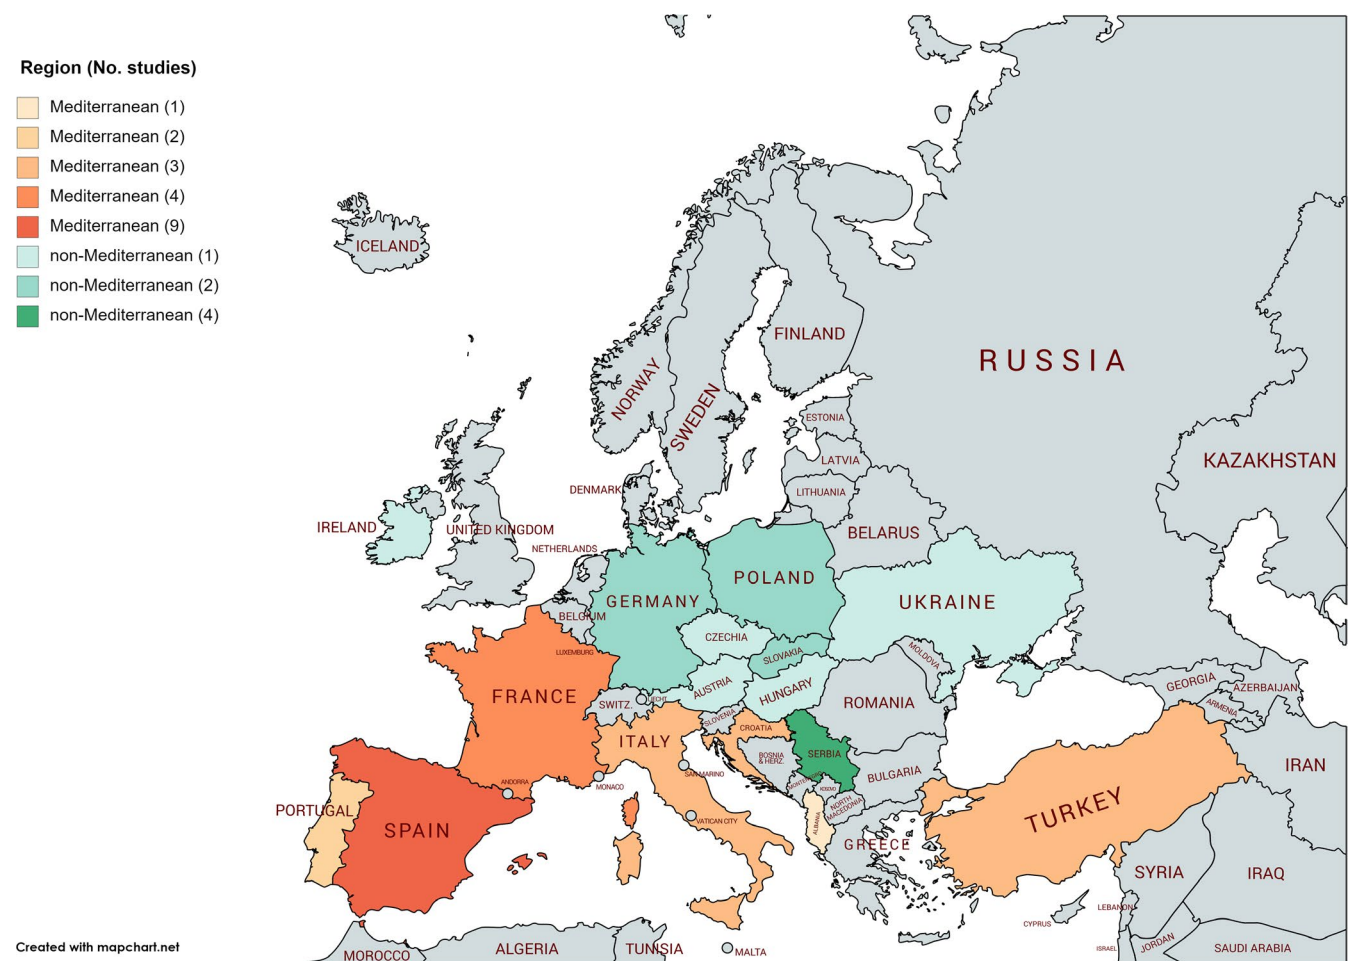 Region (No. studies)
Mediterranean (1)
Mediterranean (2)
Mediterranean (3)
Mediterranean (4)
Mediterranean (9)
non-Mediterranean (1)
non-Mediterranean (2)
non-Mediterranean (4)
ICELAND
FINLAND
NORWAY
SWEDEN
RUSSIA
ESTONIA
LATVIA
KAZAKHSTAN
DENMARK
LITHUANIA
IRELAND
UNITED KINGDOM
BELARUS
NETHERLANDS
POLAND
GERMANY
UKRAINE
BELGIUM
CZECHIA
LUXEMBURG
SLOVAKIA
MOLDOVA
FRANCE
SWITZ.
LIECHT.
AUSTRIA
HUNGARY
ROMANIA
GEORGIA
AZERBAIJAN
ARMENIA
SLOVENIA
CROATIA
ITALY
BOSNIA
& HERZ.
SERBIA
IRAN
SAN MARINO
BULGARIA
ANDORRA
MONACO
MONTENEGRO
KOSOVO
NORTH
MACEDONIA
PORTUGAL
SPAIN
VATICAN CITY
ALBANIA
TURKEY
GREECE
SYRIA
IRAQ
LEBANON
CYPRUS
Created with mapchart.net
MOROCCO
ALGERIA
TUNISIA
MALTA
ISRAEL
JORDAN
SAUDI ARABIA